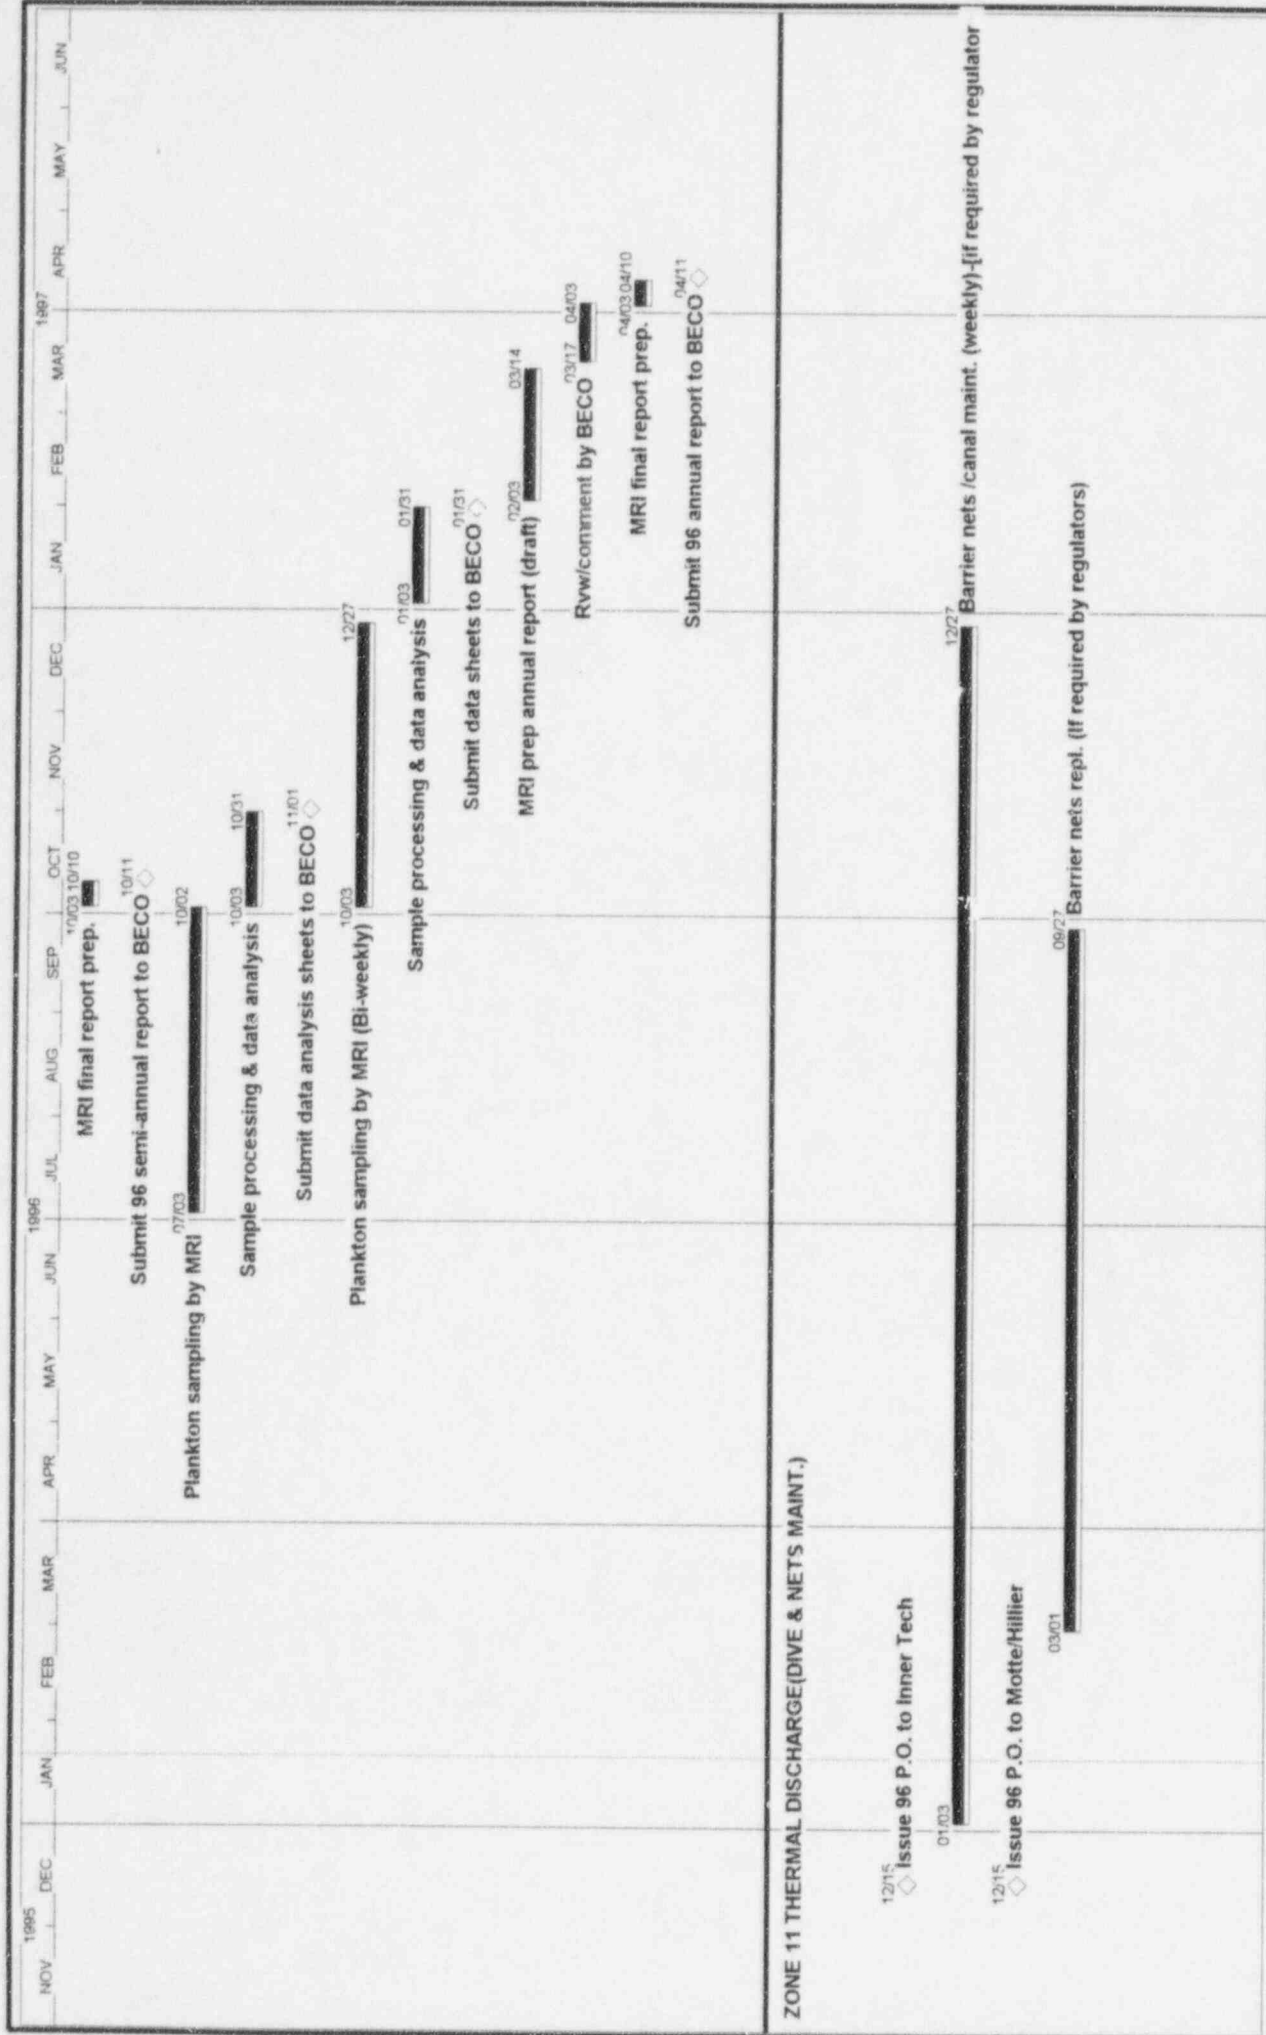 1995 1996 1997
NOV DEC JAN FEB MAR APR MAY JUN JUL AUG SEP OCT NOV DEC JAN FEB MAR APR MAY JUN
10/03 10/10
MRI final report prep.
10/11
Submit 96 semi-annual report to BECO
07/03 10/02
Plankton sampling by MRI
10/03 10/31
Sample processing & data analysis
11/01
Submit data analysis sheets to BECO
10/03 12/27
Plankton sampling by MRI (Bi-weekly)
01/03 01/31
Sample processing & data analysis
01/31
Submit data sheets to BECO
02/03 03/14
MRI prep annual report (draft)
03/17 04/03
Rvw/comment by BECO
04/03 04/10
MRI final report prep.
04/11
Submit 96 annual report to BECO
ZONE 11 THERMAL DISCHARGE(DIVE & NETS MAINT.)
12/15
Issue 96 P.O. to Inner Tech
01/03 12/27
Barrier nets /canal maint. (weekly)-[if required by regulator
12/15
Issue 96 P.O. to Motte/Hillier
03/01 09/27
Barrier nets repl. (If required by regulators)